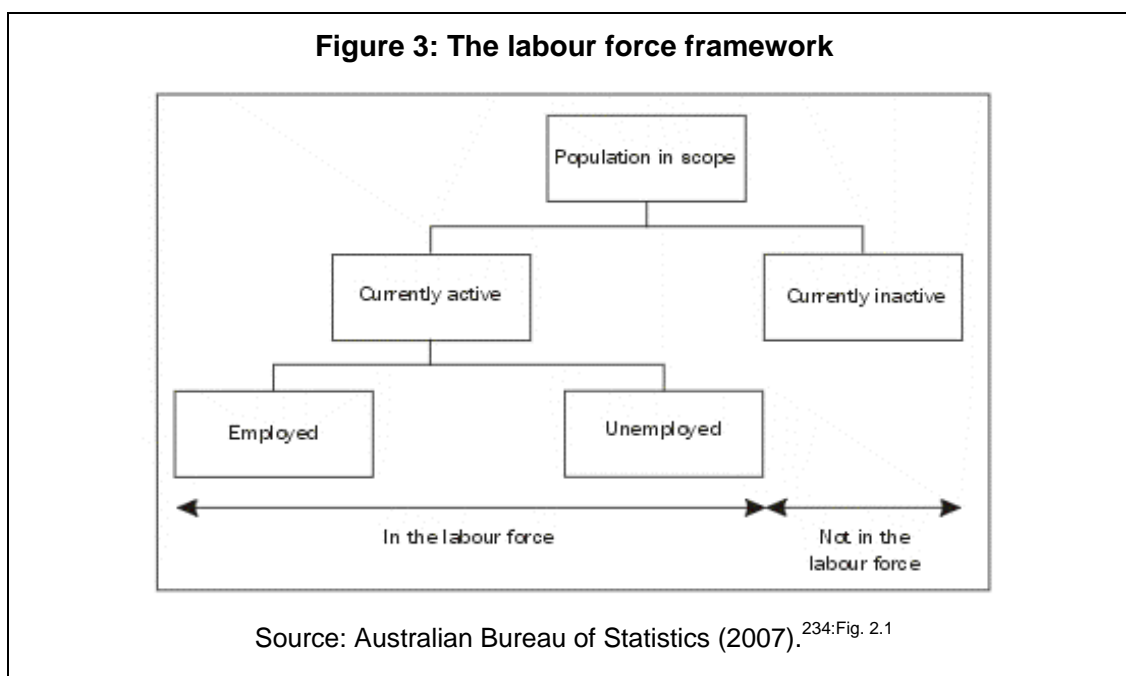 Figure 3: The labour force framework
Population in scope
Currently active
Currently inactive
Employed
Unemployed
In the labour force
Not in the
labour force
Source: Australian Bureau of Statistics (2007).234:Fig. 2.1